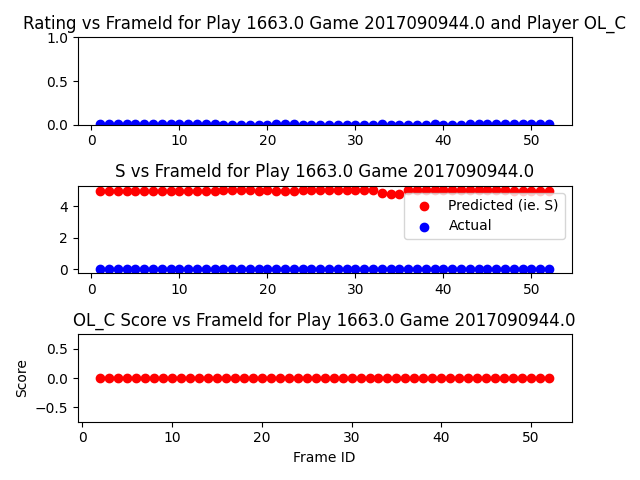 Rating vs FrameId for Play 1663.0 Game 2017090944.0 and Player OL_C
1.0
0.5
0.0
0 10 20 30 40 50
S vs FrameId for Play 1663.0 Game 2017090944.0
4
2
0
Predicted (ie. S)
Actual
0 10 20 30 40 50
OL_C Score vs FrameId for Play 1663.0 Game 2017090944.0
Score
0.5
0.0
−0.5
0 10 20 30 40 50
Frame ID